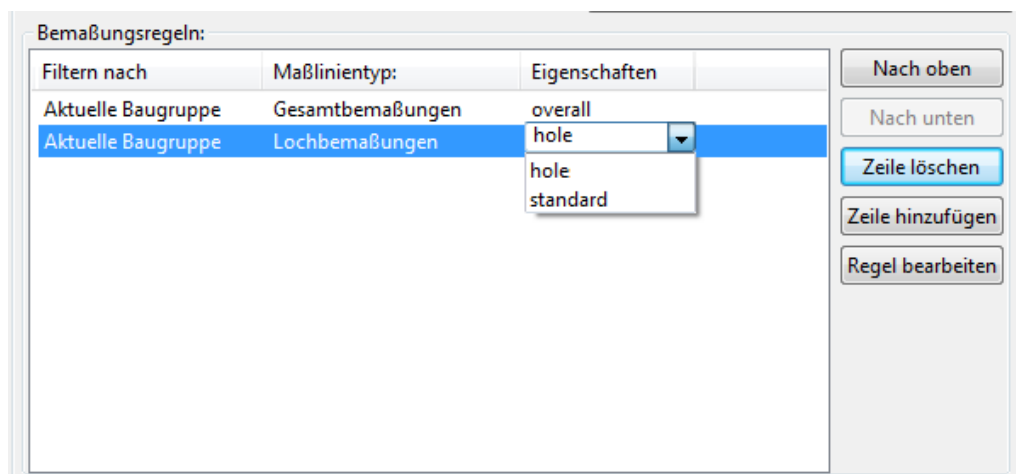 Bemaßungsregeln:
Filtern nach Maßlinientyp: Eigenschaften
Aktuelle Baugruppe Gesamtbemaßungen overall
Aktuelle Baugruppe Lochbemaßungen hole
hole
standard
Nach oben
Nach unten
Zeile löschen
Zeile hinzufügen
Regel bearbeiten